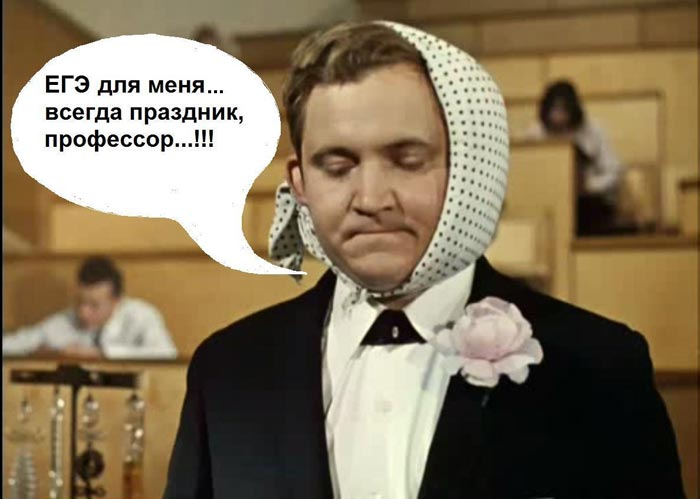 ЕГЭ для меня...
всегда праздник,
профессор...!!!